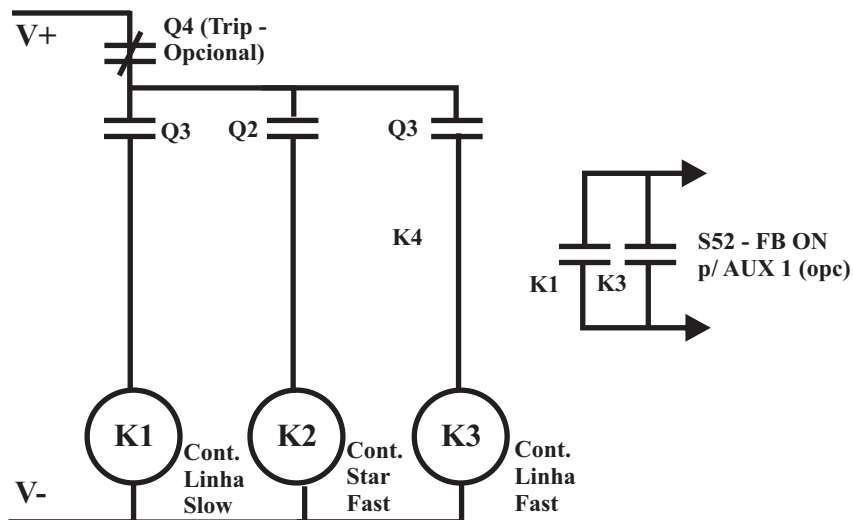 V+
Q4 (Trip -
Opcional)
Q3
Q2
Q3
K4
K1
K3
S52 - FB ON
p/ AUX 1 (opc)
K1
Cont.
Linha
Slow
K2
Cont.
Star
Fast
K3
Cont.
Linha
Fast
V-